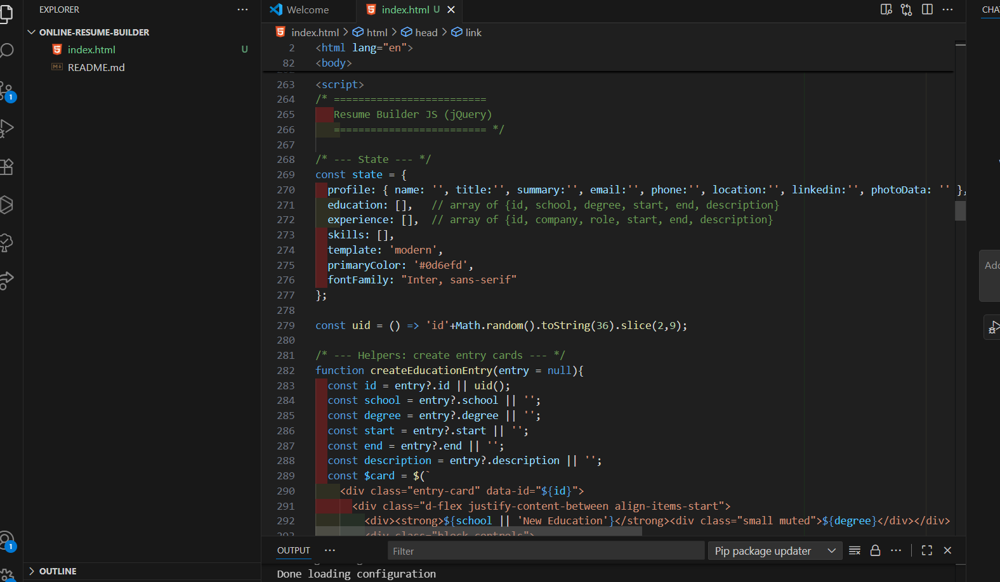 EXPLORER
ONLINE-RESUME-BUILDER
index.html U
README.md
OUTLINE
Welcome
index.html U
index.html > html > head > link
2 <html lang="en">
82 <body>
263 <script>
264 /* =========================
265 Resume Builder JS (jQuery)
266 ========================= */
267
268 /* --- State --- */
269 const state = {
270 profile: { name: '', title:'', summary:'', email:'', phone:'', location:'', linkedin:'', photoData: '' },
271 education: [], // array of {id, school, degree, start, end, description}
272 experience: [], // array of {id, company, role, start, end, description}
273 skills: [],
274 template: 'modern',
275 primaryColor: '#0d6efd',
276 fontFamily: "Inter, sans-serif"
277 };
278
279 const uid = () => 'id'+Math.random().toString(36).slice(2,9);
280
281 /* --- Helpers: create entry cards --- */
282 function createEducationEntry(entry = null){
283 const id = entry?.id || uid();
284 const school = entry?.school || '';
285 const degree = entry?.degree || '';
286 const start = entry?.start || '';
287 const end = entry?.end || '';
288 const description = entry?.description || '';
289 const $card = $(`
290 <div class="entry-card" data-id="${id}">
291 <div class="d-flex justify-content-between align-items-start">
292 <div><strong>${school || 'New Education'}</strong><div class="small muted">${degree}</div></div>
<div class="block-controls">
OUTPUT
Filter
Pip package updater
Done loading configuration
1
1